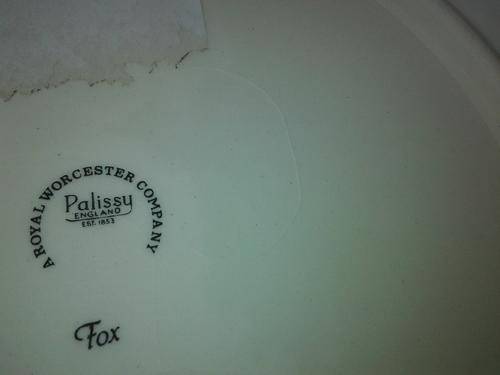 A ROYAL WORCESTER COMPANY
Palissy
ENGLAND
EST. 1853
Fox